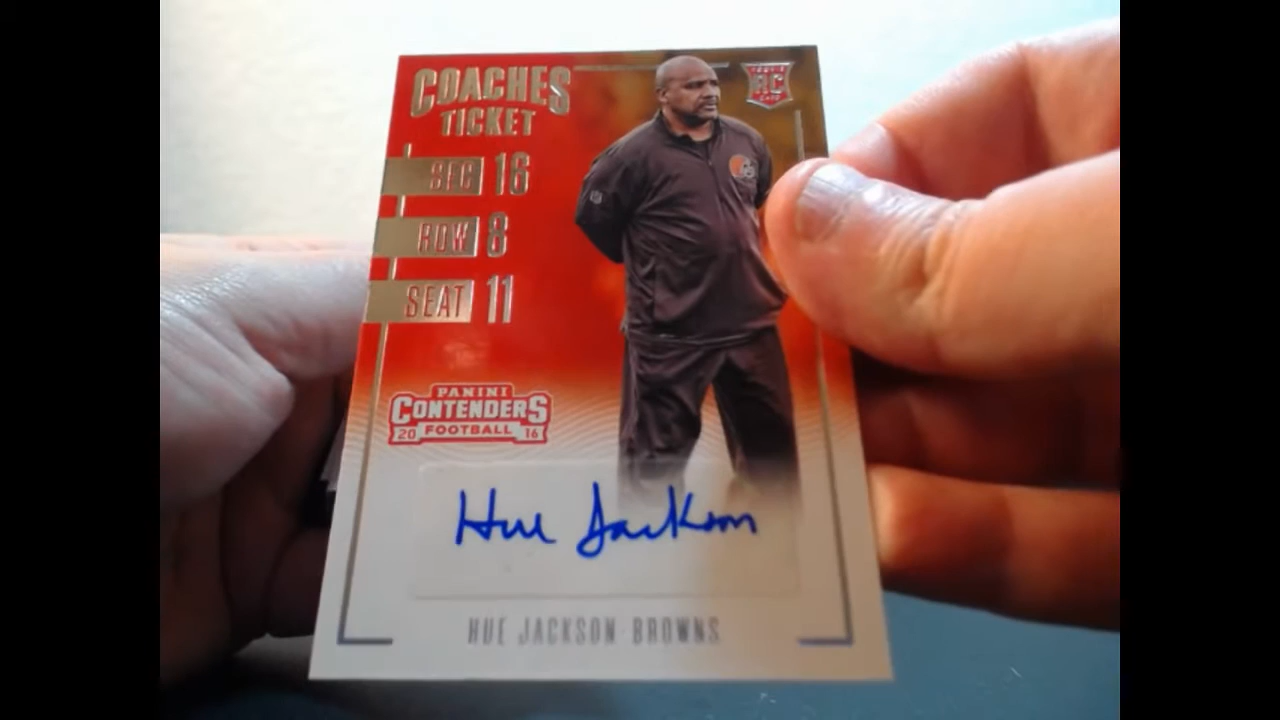 COACHES
TICKET
RC
SEC 16
ROW 8
SEAT 11
PANINI
CONTENDERS
20 FOOTBALL 16
Hue Jackson
HUE JACKSON BROWNS